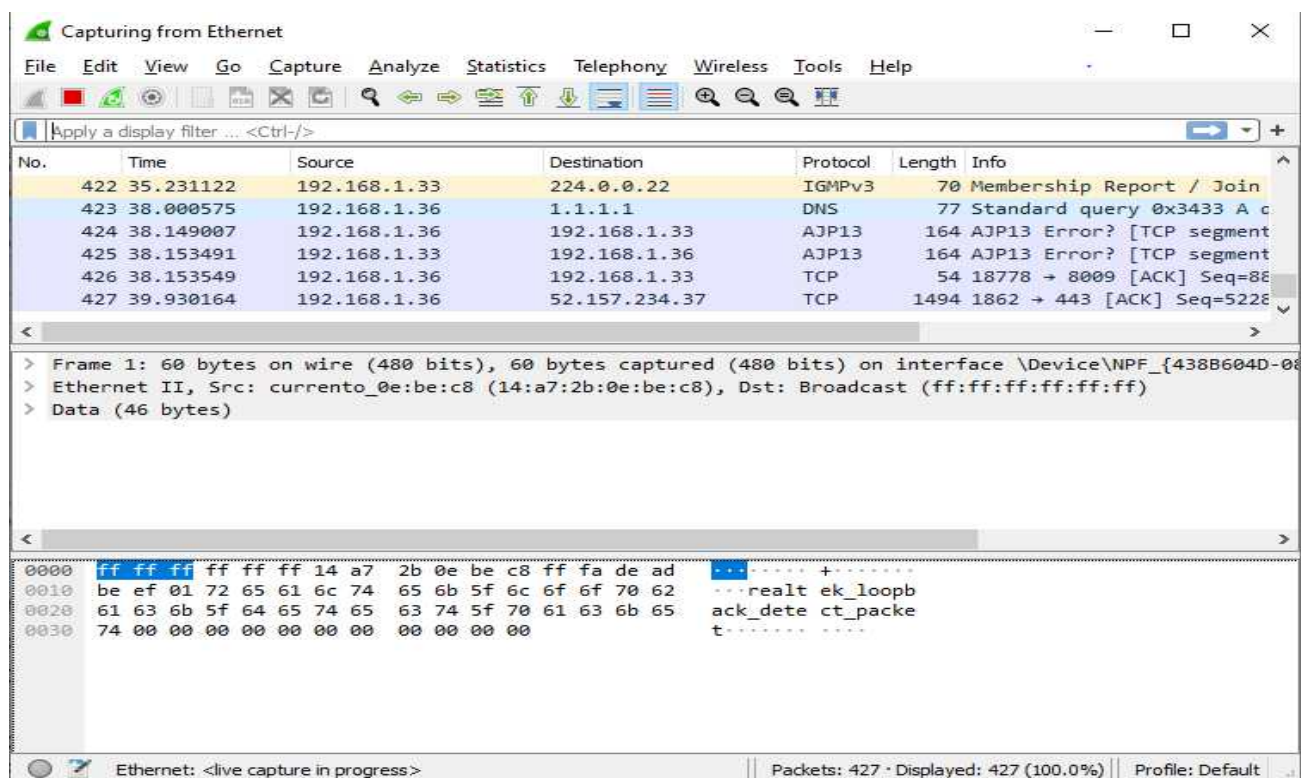 Capturing from Ethernet
File Edit View Go Capture Analyze Statistics Telephony Wireless Tools Help
Apply a display filter ... <Ctrl-/>
No. Time Source Destination Protocol Length Info
422 35.231122 192.168.1.33 224.0.0.22 IGMPv3 70 Membership Report / Join
423 38.000575 192.168.1.36 1.1.1.1 DNS 77 Standard query 0x3433 A c
424 38.149007 192.168.1.36 192.168.1.33 AJP13 164 AJP13 Error? [TCP segment
425 38.153491 192.168.1.33 192.168.1.36 AJP13 164 AJP13 Error? [TCP segment
426 38.153549 192.168.1.36 192.168.1.33 TCP 54 18778 → 8009 [ACK] Seq=88
427 39.930164 192.168.1.36 52.157.234.37 TCP 1494 1862 → 443 [ACK] Seq=5228
> Frame 1: 60 bytes on wire (480 bits), 60 bytes captured (480 bits) on interface \Device\NPF_{438B604D-08
> Ethernet II, Src: currento_0e:be:c8 (14:a7:2b:0e:be:c8), Dst: Broadcast (ff:ff:ff:ff:ff:ff)
> Data (46 bytes)
0000 ff ff ff ff ff ff 14 a7 2b 0e be c8 ff fa de ad ········ +·······
0010 be ef 01 72 65 61 6c 74 65 6b 5f 6c 6f 6f 70 62 ···realt ek_loopb
0020 61 63 6b 5f 64 65 74 65 63 74 5f 70 61 63 6b 65 ack_dete ct_packe
0030 74 00 00 00 00 00 00 00 00 00 00 00 t······· ····
Ethernet: <live capture in progress> Packets: 427 · Displayed: 427 (100.0%) Profile: Default